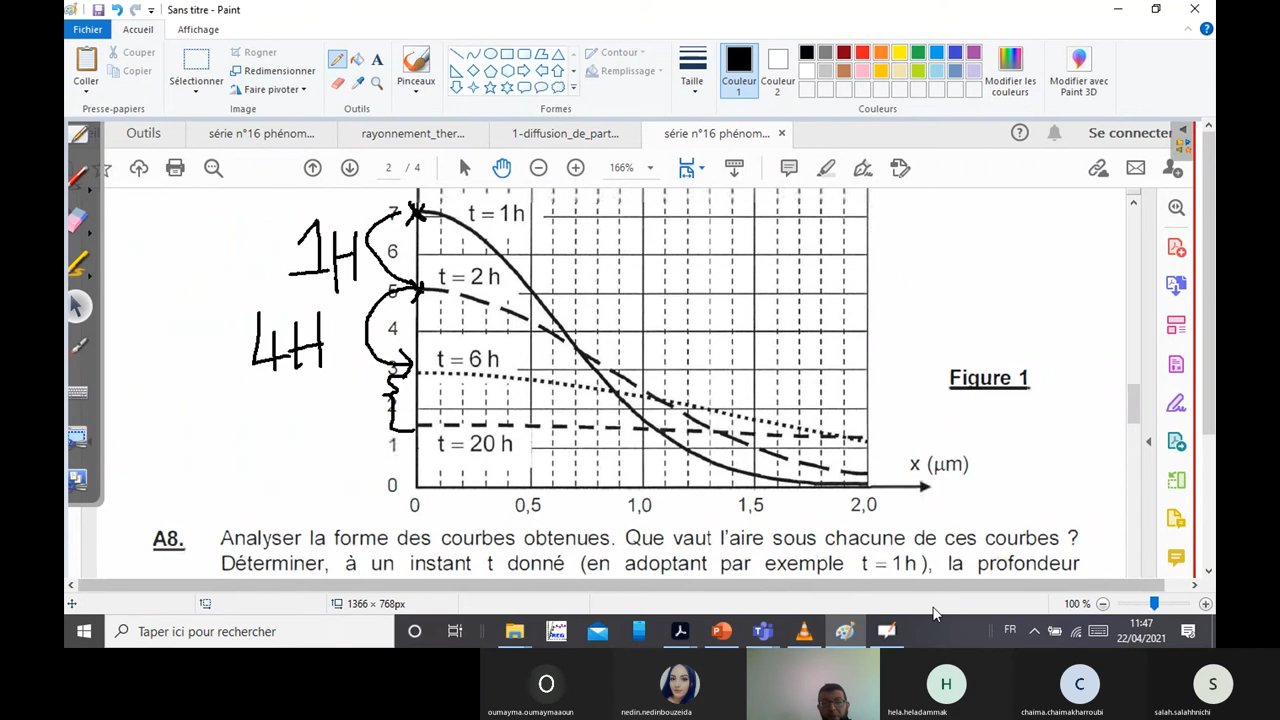 Sans titre - Paint
Fichier Accueil Affichage
Coller
Couper
Copier
Presse-papiers
Sélectionner
Rogner
Redimensionner
Faire pivoter
Image
Outils
Pinceaux
Contour
Remplissage
Formes
Taille
Couleur 1
Couleur 2
Couleurs
Modifier les couleurs
Modifier avec Paint 3D
Outils série n°16 phénom... rayonnement_ther... 1-diffusion_de_part... série n°16 phénom... Se connecter
2 / 4 166%
7 t = 1h
1H
6
5 t = 2 h
4H
4
3 t = 6 h
2
1 t = 20 h
0
Figure 1
x (μm)
0 0,5 1,0 1,5 2,0
A8. Analyser la forme des courbes obtenues. Que vaut l'aire sous chacune de ces courbes ?
Déterminer, à un instant t donné (en adoptant par exemple t = 1h), la profondeur
1366 × 768px 100 %
Taper ici pour rechercher
FR
11:47
22/04/2021
O H C S
oumayma.oumaymaaoun nedin.nedinbouzeida hela.heladammak chaima.chaimakharroubi salah.salahhnichi